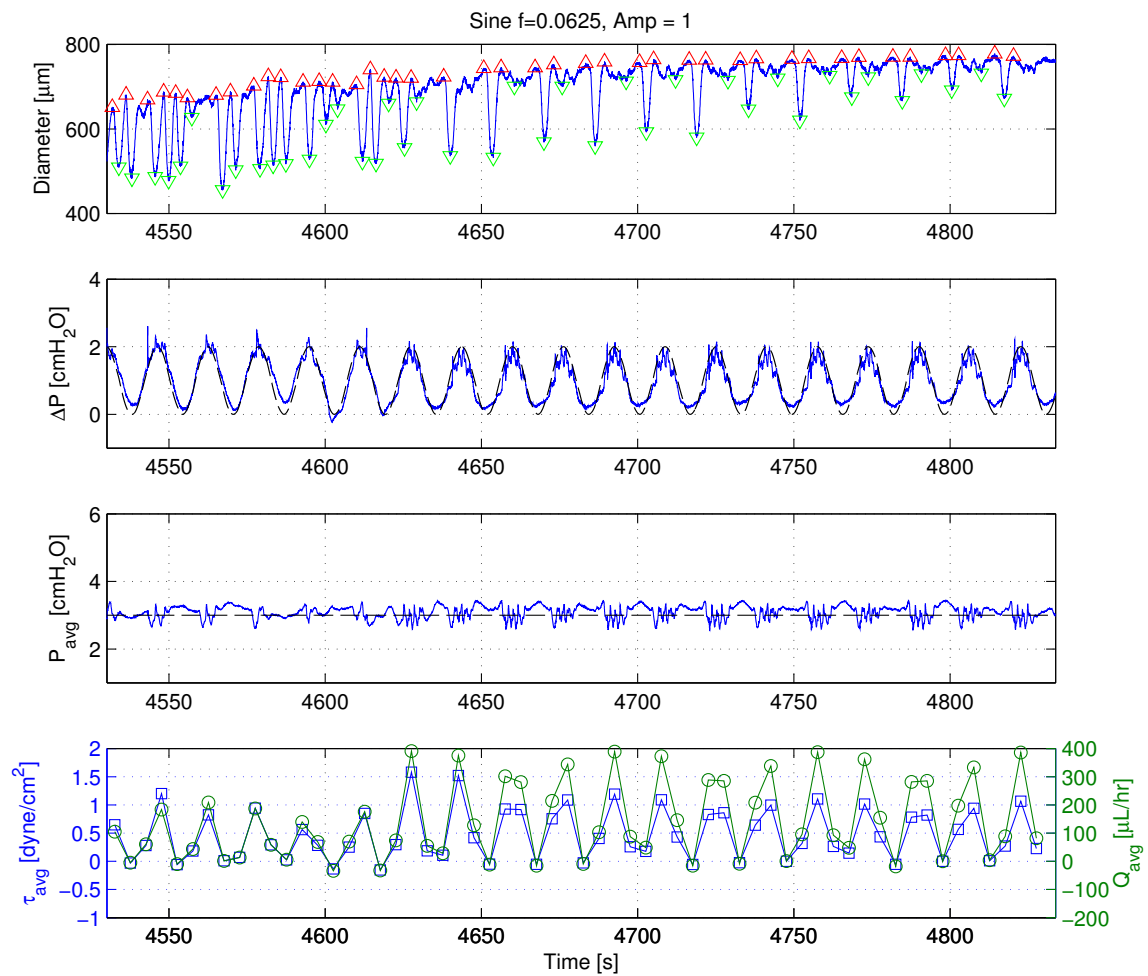 Sine f=0.0625, Amp = 1
800
600
400
Diameter [µm]
4550 4600 4650 4700 4750 4800
4
2
0
ΔP [cmH2O]
4550 4600 4650 4700 4750 4800
6
4
2
Pavg [cmH2O]
4550 4600 4650 4700 4750 4800
2
1.5
1
0.5
0
−0.5
−1
τavg [dyne/cm2]
400
300
200
100
0
−100
−200
Qavg [µL/hr]
4550 4600 4650 4700 4750 4800
Time [s]